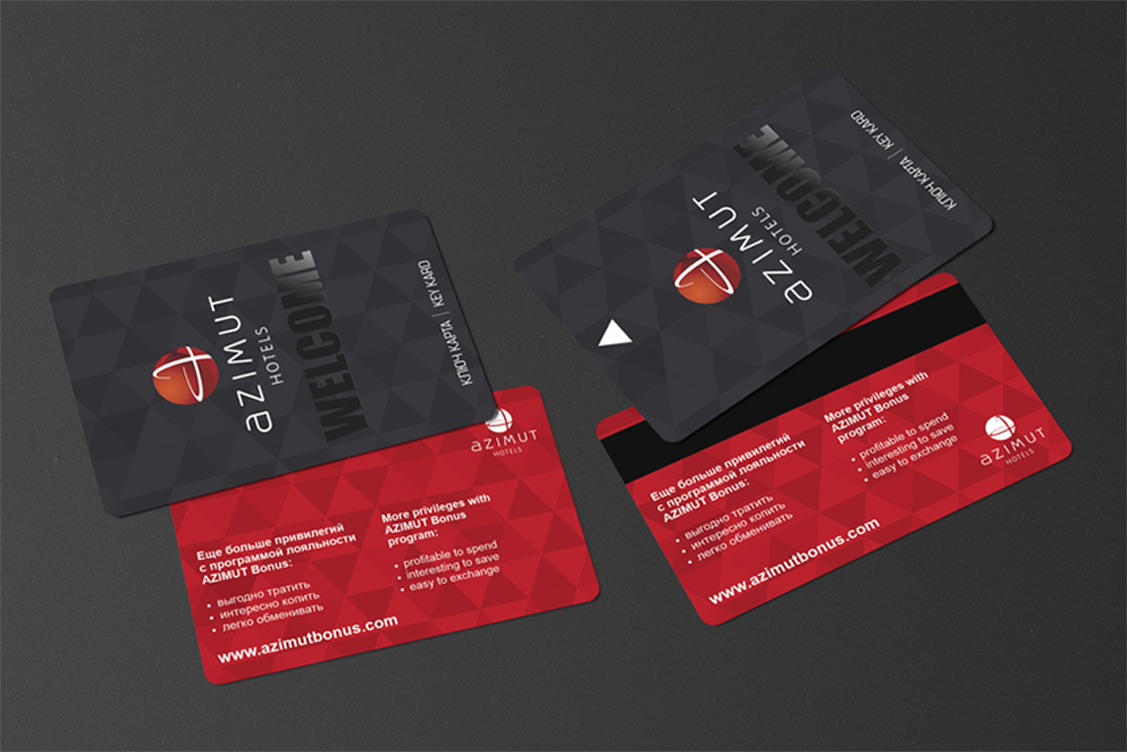 AZIMUT
HOTELS
WELCOME
КЛЮЧ КАРТА | KEY KARD
AZIMUT
HOTELS
Еще больше привилегий
с программой лояльности
AZIMUT Bonus:
• выгодно тратить
• интересно копить
• легко обменивать
More privileges with
AZIMUT Bonus
program:
• profitable to spend
• interesting to save
• easy to exchange
www.azimutbonus.com
AZIMUT
HOTELS
WELCOME
КЛЮЧ КАРТА | KEY KARD
Еще больше привилегий
с программой лояльности
AZIMUT Bonus:
• выгодно тратить
• интересно копить
• легко обменивать
More privileges with
AZIMUT Bonus
program:
• profitable to spend
• interesting to save
• easy to exchange
AZIMUT
HOTELS
www.azimutbonus.com